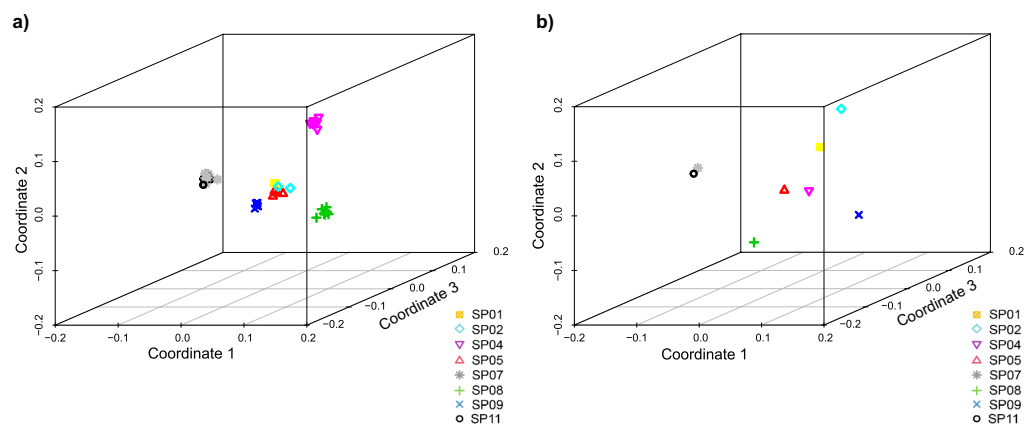 a)
0.2
0.1
0.0
−0.1
−0.2
Coordinate 2
−0.2
−0.1
0.0
0.1
0.2
Coordinate 1
−0.2
−0.1
0.0
0.1
0.2
Coordinate 3
SP01
SP02
SP04
SP05
SP07
SP08
SP09
SP11
b)
0.2
0.1
0.0
−0.1
−0.2
Coordinate 2
−0.2
−0.1
0.0
0.1
0.2
Coordinate 1
−0.2
−0.1
0.0
0.1
0.2
Coordinate 3
SP01
SP02
SP04
SP05
SP07
SP08
SP09
SP11